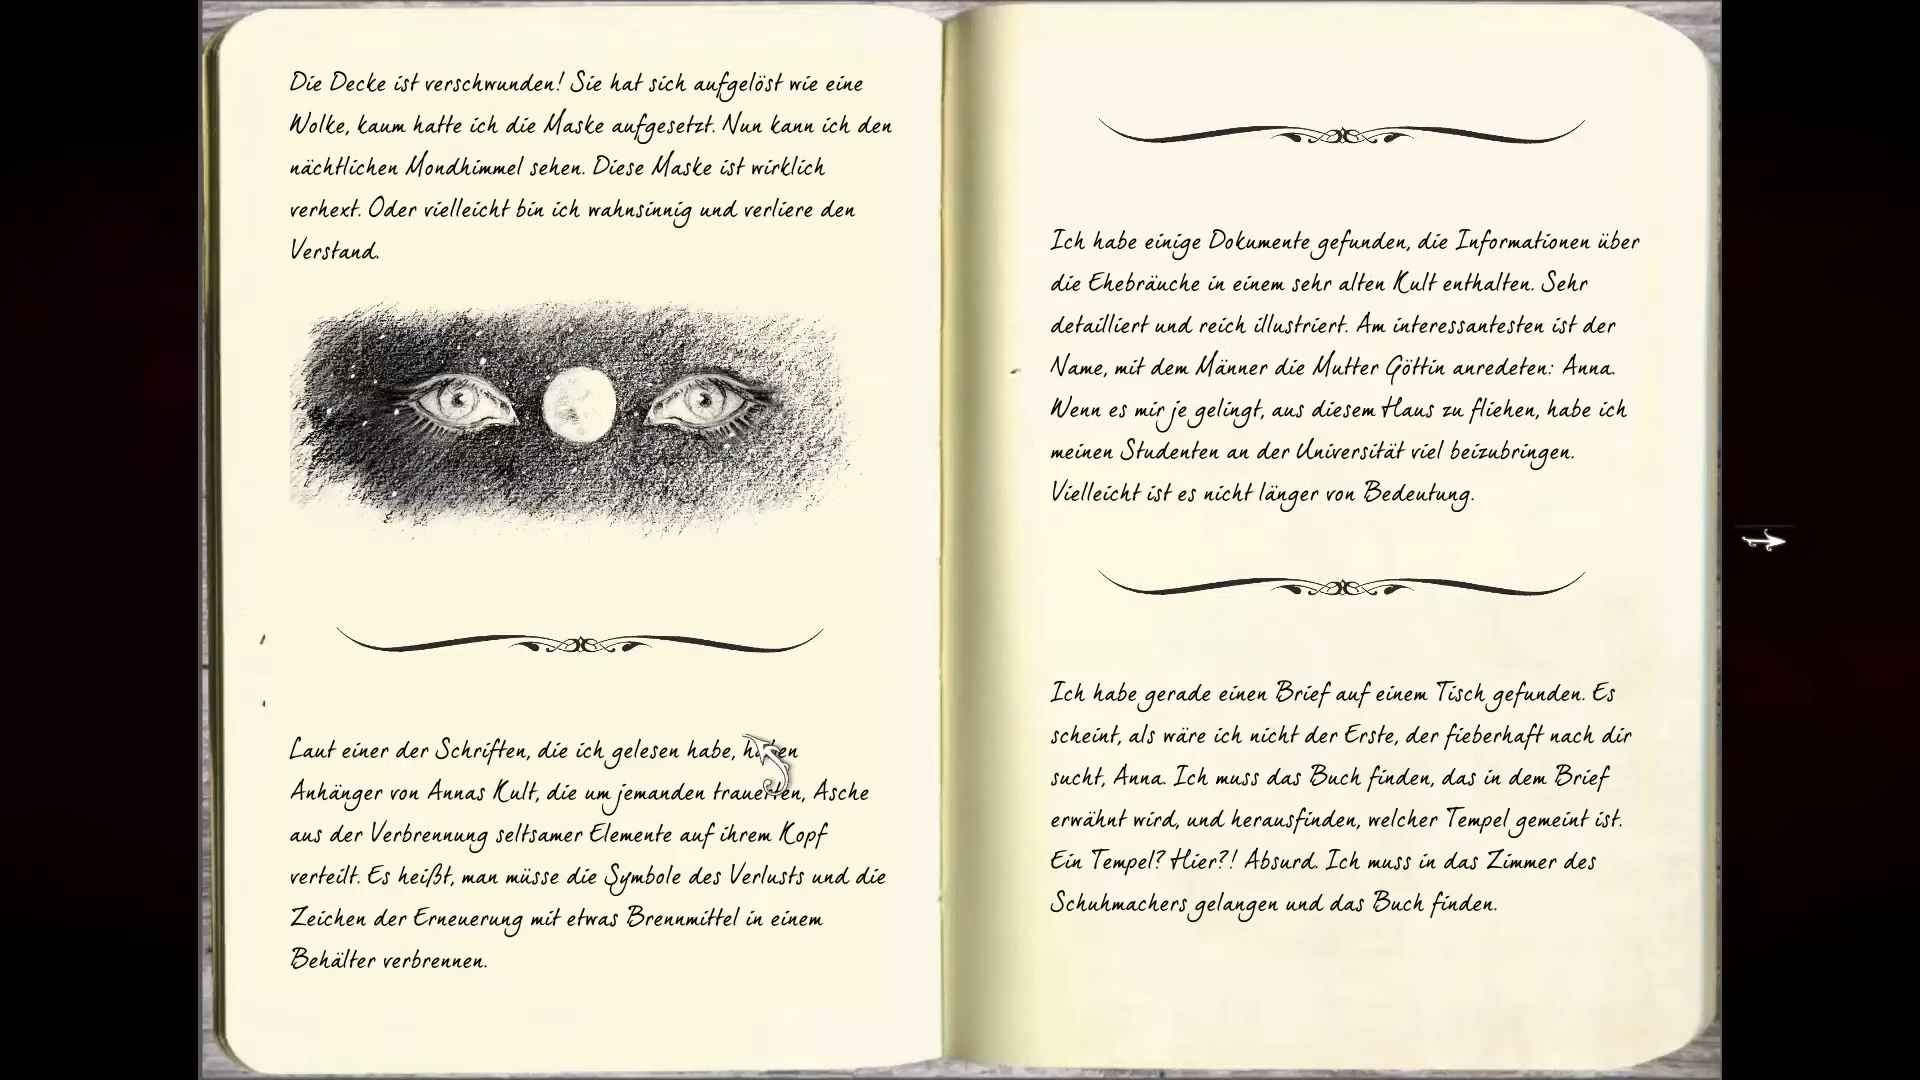 Die Decke ist verschwunden! Sie hat sich aufgelöst wie eine
Wolke, kaum hatte ich die Maske aufgesetzt. Nun kann ich den
nächtlichen Mondhimmel sehen. Diese Maske ist wirklich
verhext. Oder vielleicht bin ich wahnsinnig und verliere den
Verstand.
Laut einer der Schriften, die ich gelesen habe, haben
Anhänger von Annas Kult, die um jemanden trauerten, Asche
aus der Verbrennung seltsamer Elemente auf ihrem Kopf
verteilt. Es heißt, man müsse die Symbole des Verlusts und die
Zeichen der Erneuerung mit etwas Brennmittel in einem
Behälter verbrennen.
Ich habe einige Dokumente gefunden, die Informationen über
die Ehebräuche in einem sehr alten Kult enthalten. Sehr
detailliert und reich illustriert. Am interessantesten ist der
Name, mit dem Männer die Mutter Göttin anredeten: Anna.
Wenn es mir je gelingt, aus diesem Haus zu fliehen, habe ich
meinen Studenten an der Universität viel beizubringen.
Vielleicht ist es nicht länger von Bedeutung.
Ich habe gerade einen Brief auf einem Tisch gefunden. Es
scheint, als wäre ich nicht der Erste, der fieberhaft nach dir
sucht, Anna. Ich muss das Buch finden, das in dem Brief
erwähnt wird, und herausfinden, welcher Tempel gemeint ist.
Ein Tempel? Hier?! Absurd. Ich muss in das Zimmer des
Schuhmachers gelangen und das Buch finden.